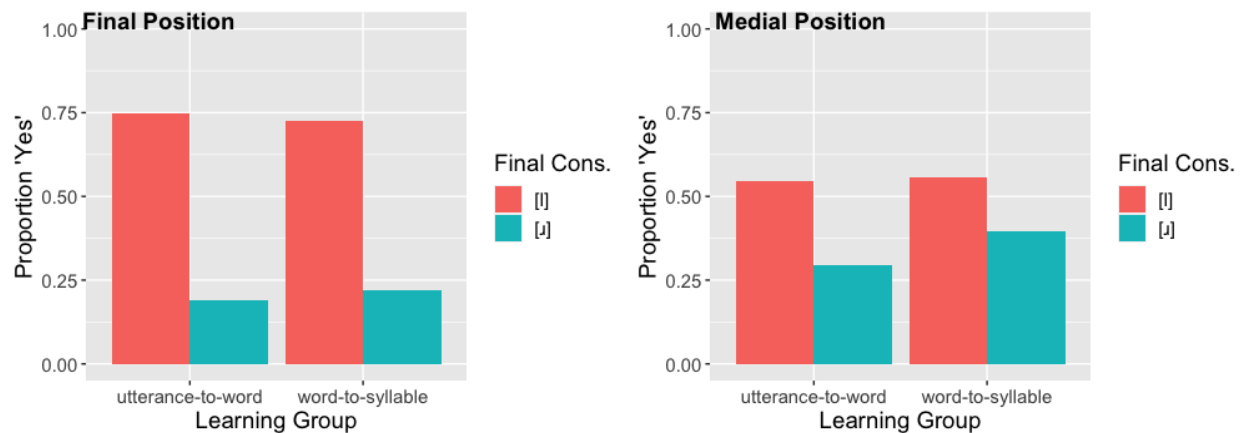 Final Position
1.00
0.75
0.50
0.25
0.00
Proportion 'Yes'
utterance-to-word
word-to-syllable
Learning Group
Final Cons.
[l]
[ɹ]
Medial Position
1.00
0.75
0.50
0.25
0.00
Proportion 'Yes'
utterance-to-word
word-to-syllable
Learning Group
Final Cons.
[l]
[ɹ]